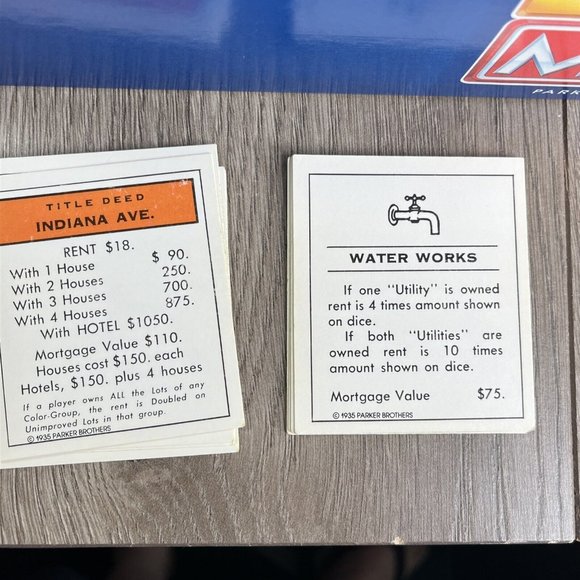 PARK
TITLE DEED
INDIANA AVE.
RENT $18.
With 1 House $ 90.
With 2 Houses 250.
With 3 Houses 700.
With 4 Houses 875.
With HOTEL $1050.
Mortgage Value $110.
Houses cost $150. each
Hotels, $150. plus 4 houses
If a player owns ALL the Lots of any
Color-Group, the rent is Doubled on
Unimproved Lots in that group.
© 1935 PARKER BROTHERS
WATER WORKS
If one "Utility" is owned
rent is 4 times amount shown
on dice.
If both "Utilities" are
owned rent is 10 times
amount shown on dice.
Mortgage Value $75.
© 1935 PARKER BROTHERS